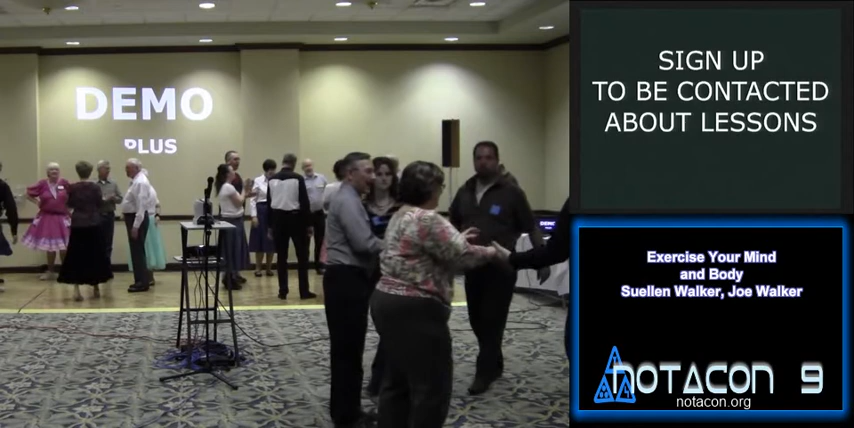 DEMO
PLUS
SIGN UP
TO BE CONTACTED
ABOUT LESSONS
DEMO
Exercise Your Mind
and Body
Suellen Walker, Joe Walker
NOTACON 9
notacon.org